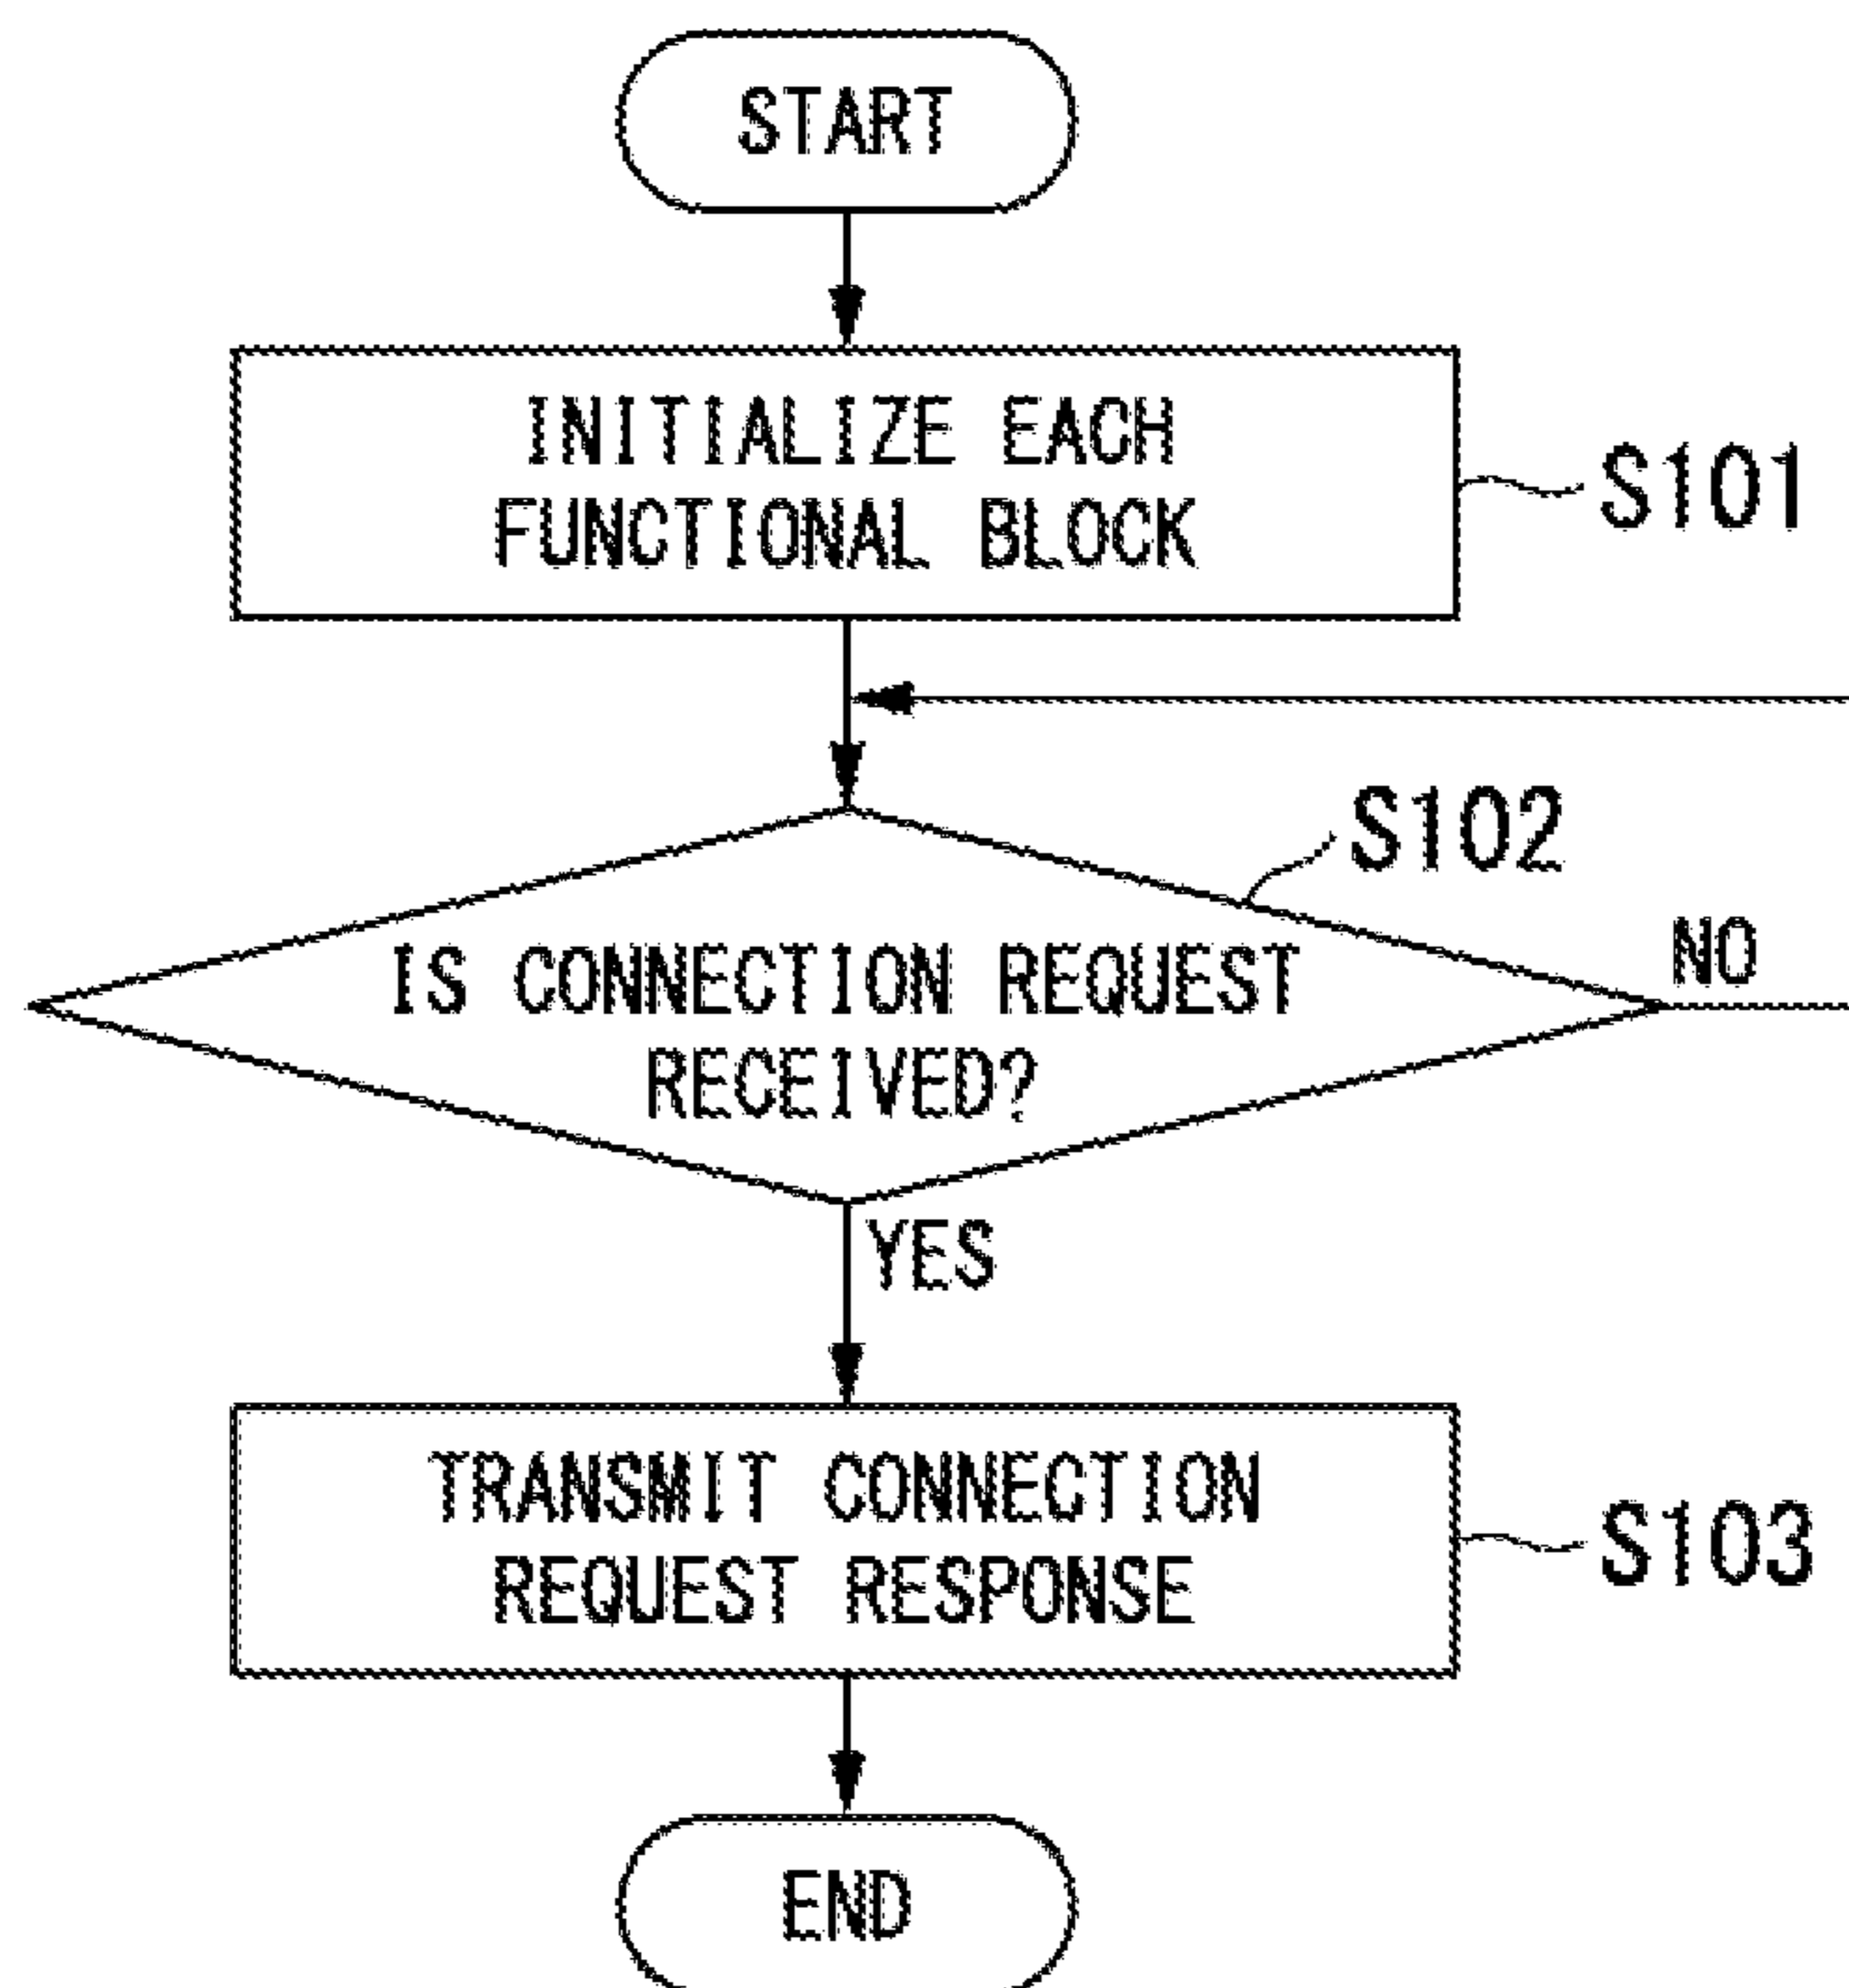 START
INITIALIZE EACH
FUNCTIONAL BLOCK
S101
S102
IS CONNECTION REQUEST
RECEIVED?
NO
YES
TRANSMIT CONNECTION
REQUEST RESPONSE
S103
END